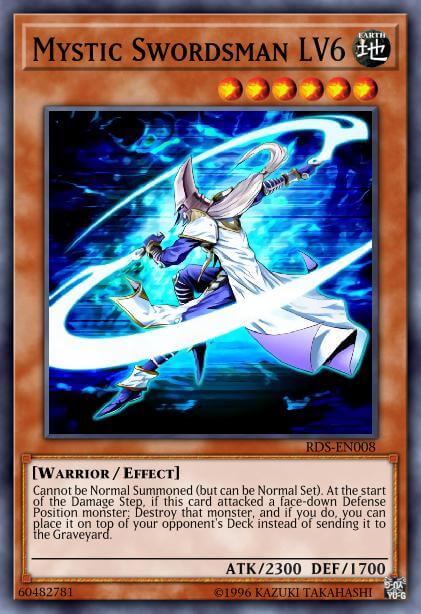 Mystic Swordsman LV6
EARTH
地
RDS-EN008
[Warrior / Effect]
Cannot be Normal Summoned (but can be Normal Set). At the start
of the Damage Step, if this card attacked a face-down Defense
Position monster: Destroy that monster, and if you do, you can
place it on top of your opponent's Deck instead of sending it to
the Graveyard.
ATK/2300 DEF/1700
60482781
©1996 KAZUKI TAKAHASHI